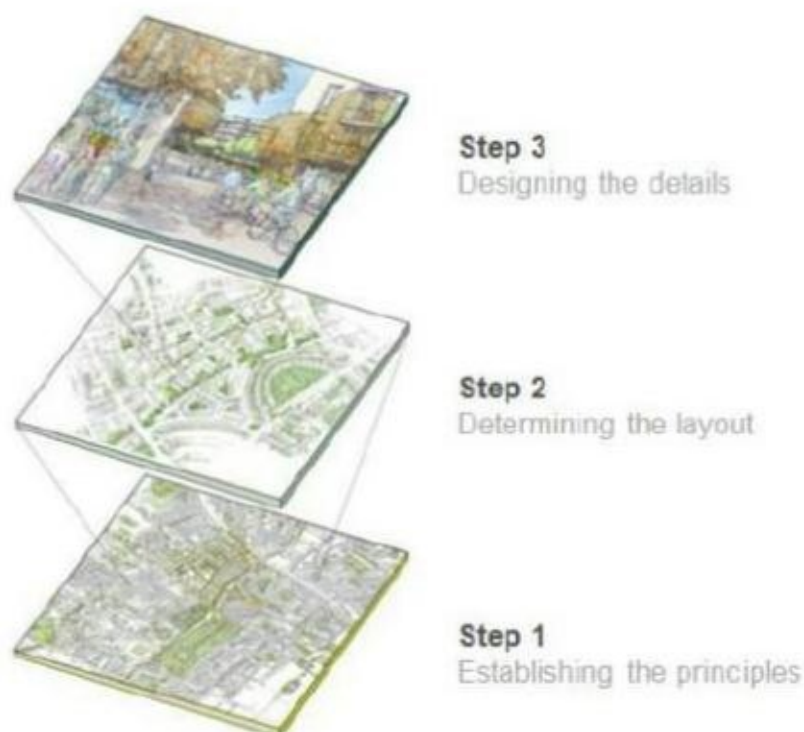 Step 3
Designing the details
Step 2
Determining the layout
Step 1
Establishing the principles